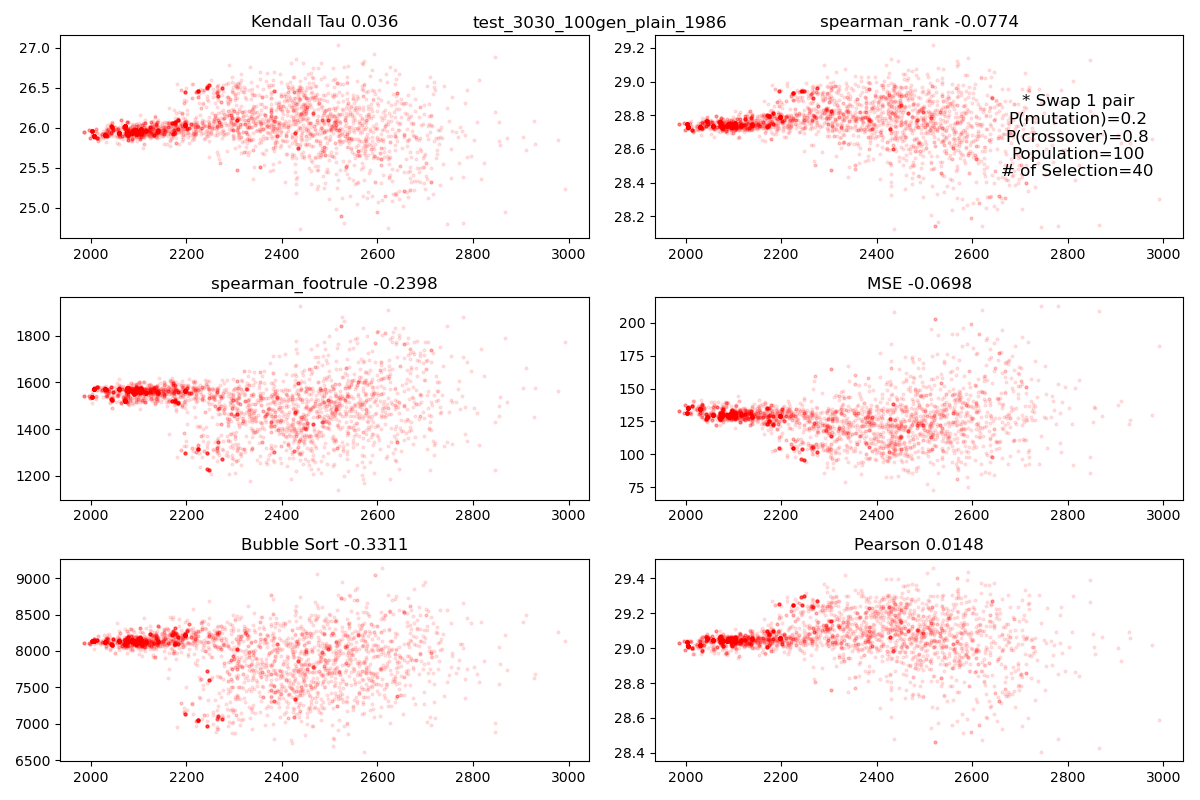 test_3030_100gen_plain_1986
Kendall Tau 0.036
27.0
26.5
26.0
25.5
25.0
2000 2200 2400 2600 2800 3000
spearman_rank -0.0774
29.2
29.0
28.8
28.6
28.4
28.2
* Swap 1 pair
P(mutation)=0.2
P(crossover)=0.8
Population=100
# of Selection=40
2000 2200 2400 2600 2800 3000
spearman_footrule -0.2398
1800
1600
1400
1200
2000 2200 2400 2600 2800 3000
MSE -0.0698
200
175
150
125
100
75
2000 2200 2400 2600 2800 3000
Bubble Sort -0.3311
9000
8500
8000
7500
7000
6500
2000 2200 2400 2600 2800 3000
Pearson 0.0148
29.4
29.2
29.0
28.8
28.6
28.4
2000 2200 2400 2600 2800 3000